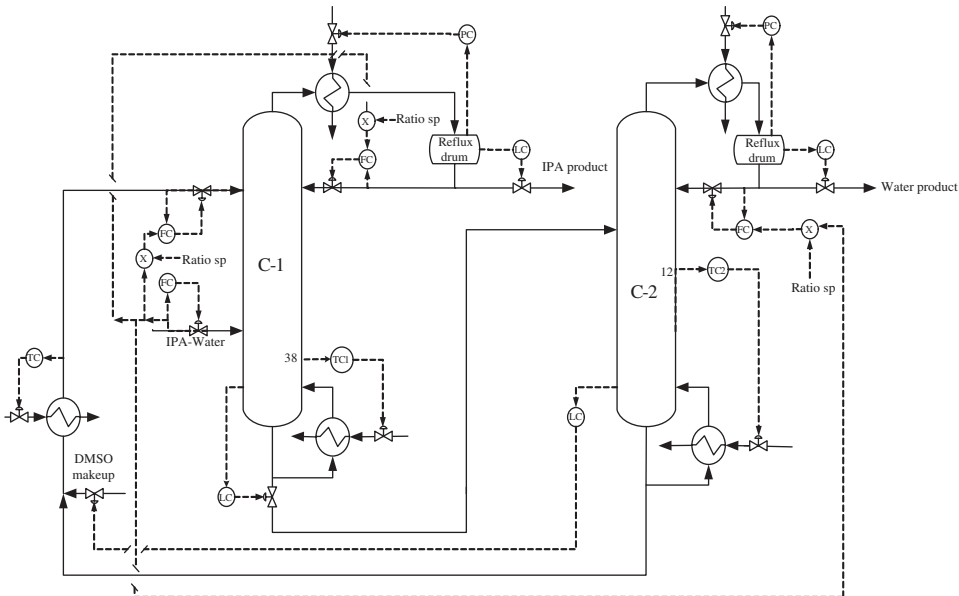 PC
PC
X
Ratio sp
Reflux
drum
LC
Reflux
drum
LC
FC
IPA product
Water product
FC
FC
X
X
Ratio sp
C-1
12
TC2
Ratio sp
FC
C-2
IPA-Water
TC
38
TC1
LC
DMSO
makeup
LC